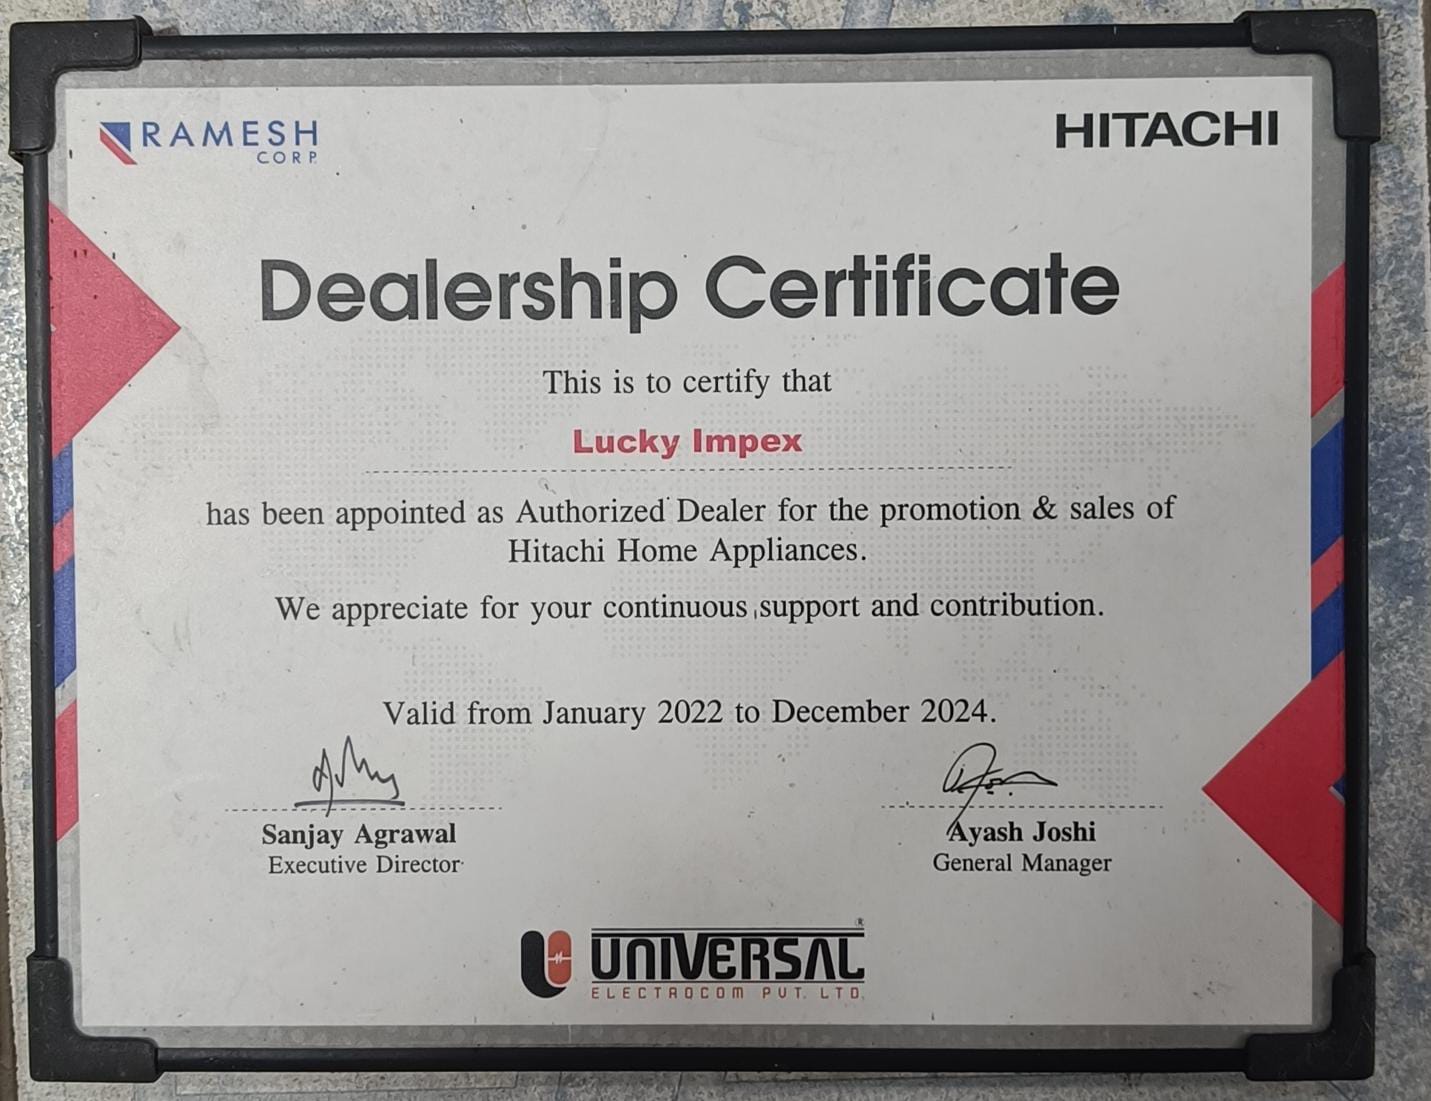 RAMESH
CORP.
HITACHI
Dealership Certificate
This is to certify that
Lucky Impex
has been appointed as Authorized Dealer for the promotion & sales of
Hitachi Home Appliances.
We appreciate for your continuous support and contribution.
Valid from January 2022 to December 2024.
Sanjay Agrawal
Executive Director
Ayash Joshi
General Manager
UNIVERSAL®
ELECTROCOM PVT. LTD.